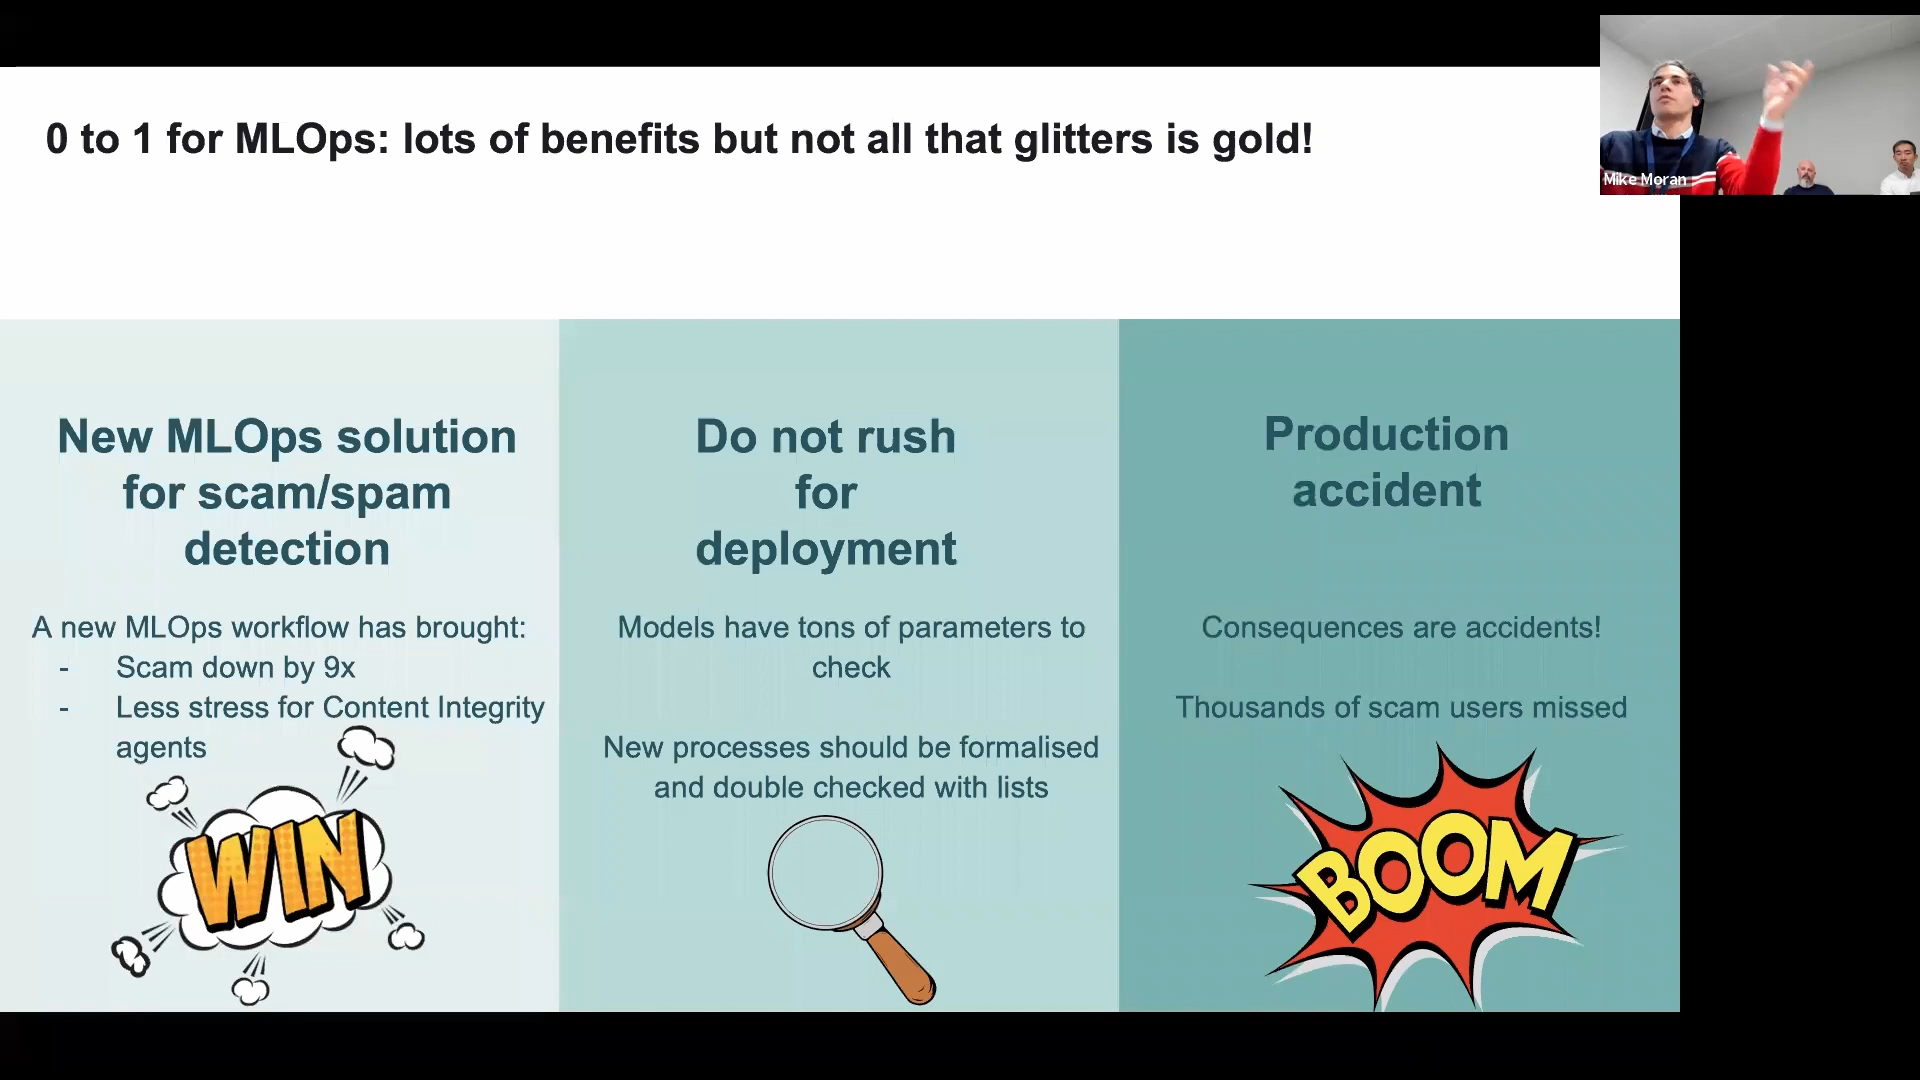 0 to 1 for MLOps: lots of benefits but not all that glitters is gold!
Mike Moran
New MLOps solution
for scam/spam
detection
A new MLOps workflow has brought:
- Scam down by 9x
- Less stress for Content Integrity
agents
WIN
Do not rush
for
deployment
Models have tons of parameters to
check
New processes should be formalised
and double checked with lists
Production
accident
Consequences are accidents!
Thousands of scam users missed
BOOM